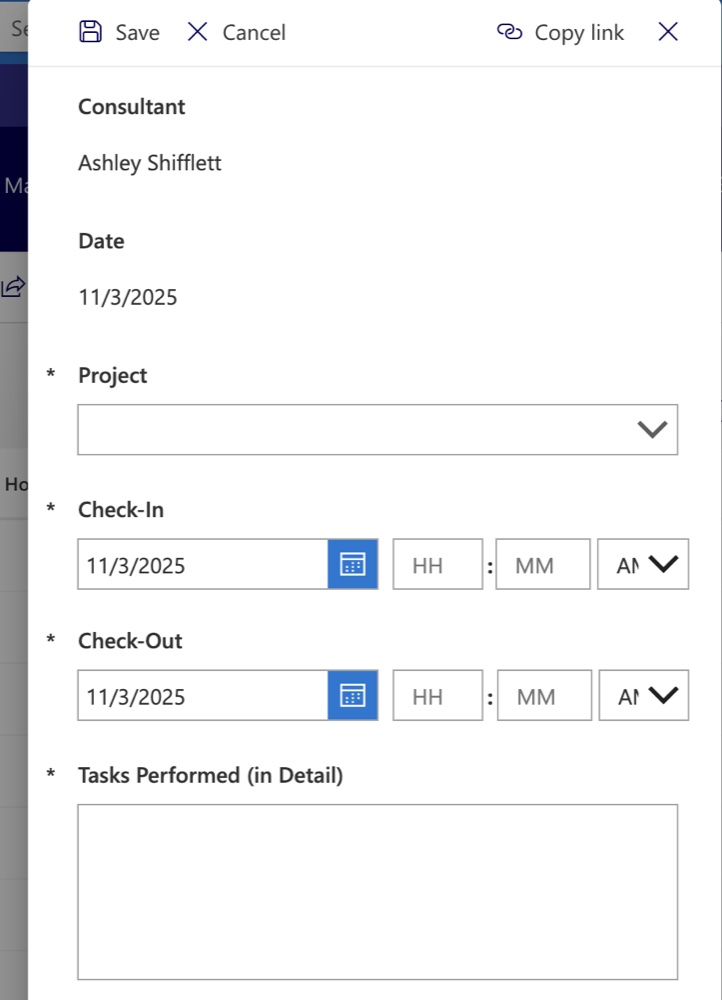 Save Cancel Copy link
Consultant
Ashley Shifflett
Date
11/3/2025
* Project
* Check-In
11/3/2025 HH : MM
* Check-Out
11/3/2025 HH : MM
* Tasks Performed (in Detail)